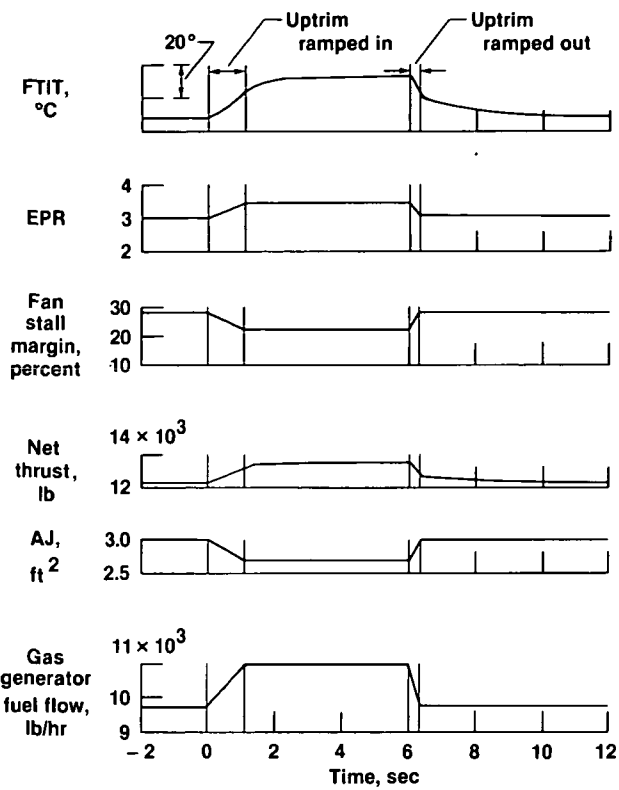 Uptrim
ramped in
Uptrim
ramped out
20°
FTIT,
°C
EPR
4
3
2
Fan
stall
margin,
percent
30
20
10
Net
thrust,
lb
14 × 10³
12
AJ,
ft²
3.0
2.5
Gas
generator
fuel flow,
lb/hr
11 × 10³
10
9
– 2 0 2 4 6 8 10 12
Time, sec